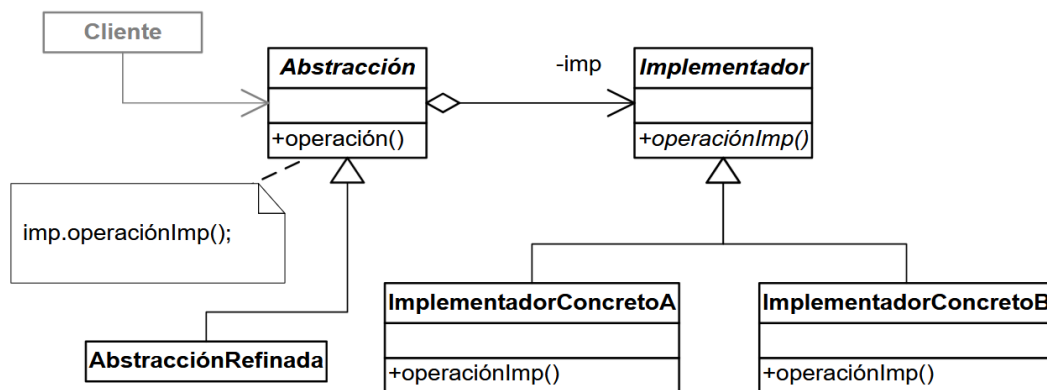 Cliente
Abstracción
-imp
Implementador
+operación()
+operaciónImp()
imp.operaciónImp();
ImplementadorConcretoA
ImplementadorConcretoB
AbstracciónRefinada
+operaciónImp()
+operaciónImp()